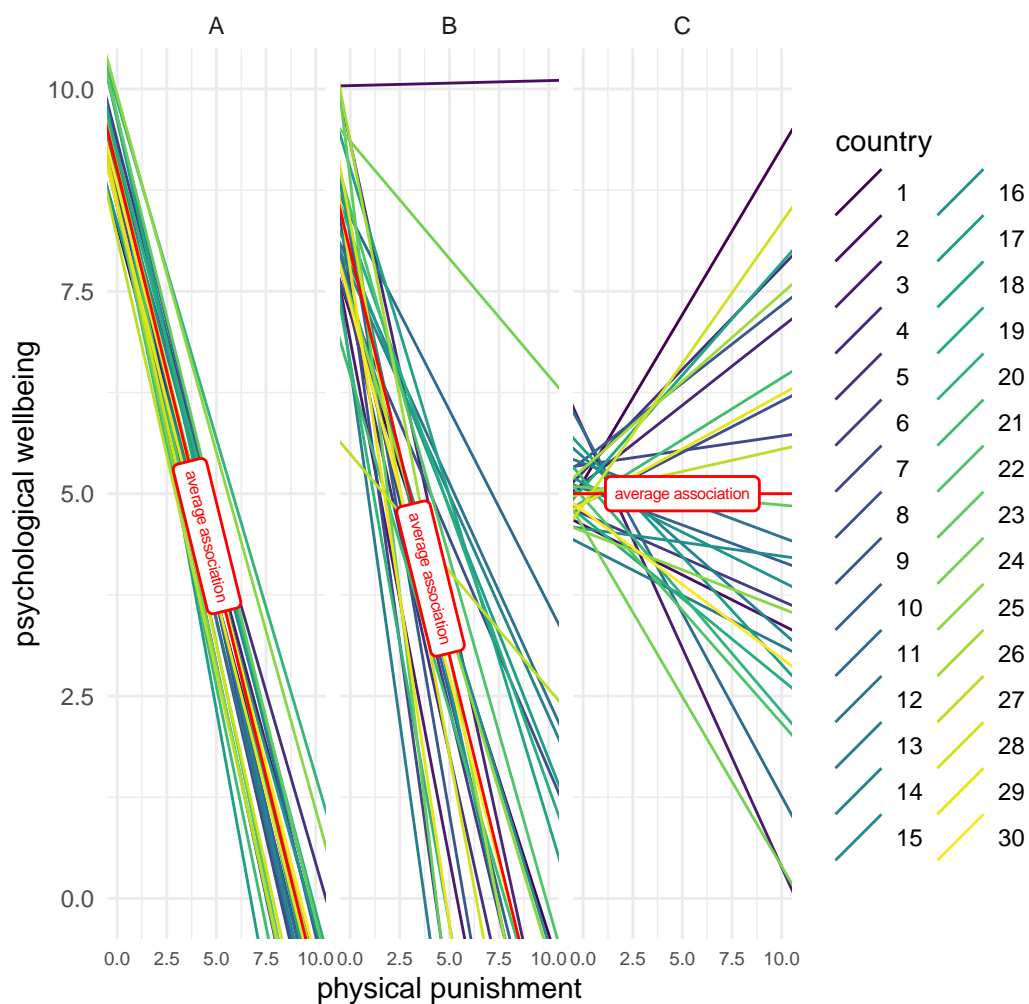 A B C
psychological wellbeing
10.0
7.5
5.0
2.5
0.0
average association
average association
average association
0.0 2.5 5.0 7.5 10.0 0.0 2.5 5.0 7.5 10.0 0.0 2.5 5.0 7.5 10.0
physical punishment
country
1 16
2 17
3 18
4 19
5 20
6 21
7 22
8 23
9 24
10 25
11 26
12 27
13 28
14 29
15 30